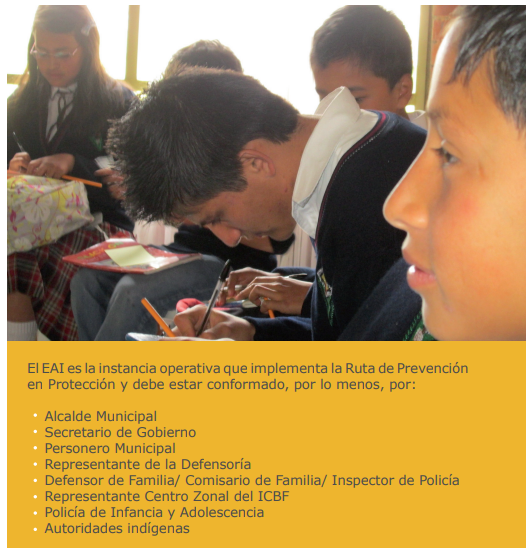 El EAI es la instancia operativa que implementa la Ruta de Prevención
en Protección y debe estar conformado, por lo menos, por:
• Alcalde Municipal
• Secretario de Gobierno
• Personero Municipal
• Representante de la Defensoría
• Defensor de Familia/ Comisario de Familia/ Inspector de Policía
• Representante Centro Zonal del ICBF
• Policía de Infancia y Adolescencia
• Autoridades indígenas